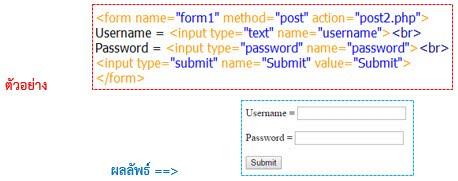 <form name="form1" method="post" action="post2.php">
Username = <input type="text" name="username"><br>
Password = <input type="password" name="password"><br>
<input type="submit" name="Submit" value="Submit">
</form>
ตัวอย่าง
Username =
Password =
Submit
ผลลัพธ์ ==>